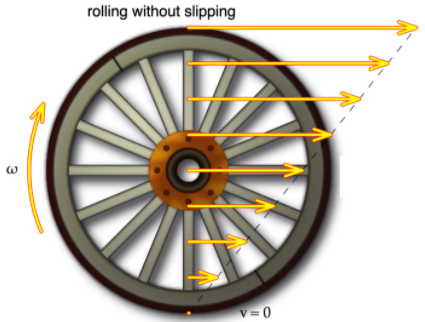 rolling without slipping
ω
v = 0